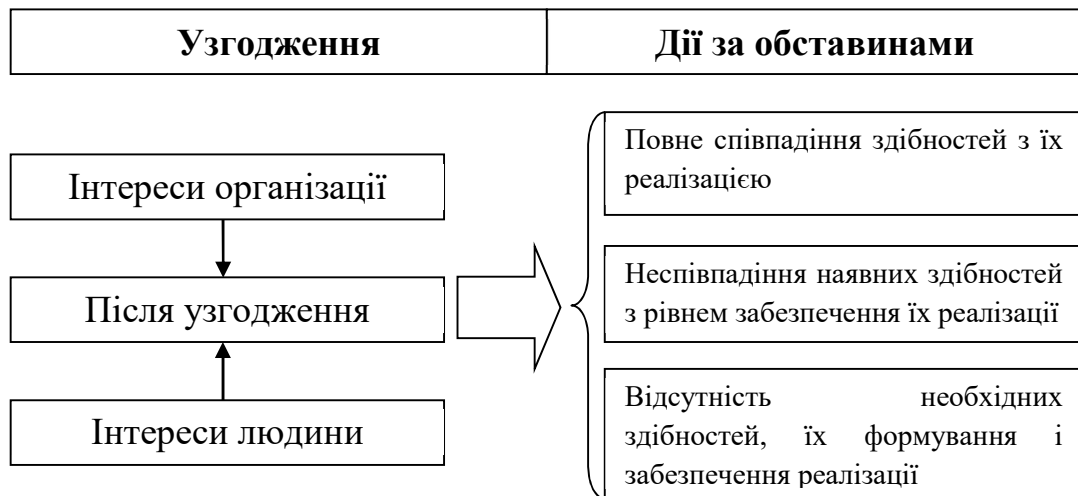 Узгодження
Дії за обставинами
Інтереси організації
Після узгодження
Інтереси людини
Повне співпадіння здібностей з їх
реалізацією
Неспівпадіння наявних здібностей
з рівнем забезпечення їх реалізації
Відсутність необхідних
здібностей, їх формування і
забезпечення реалізації